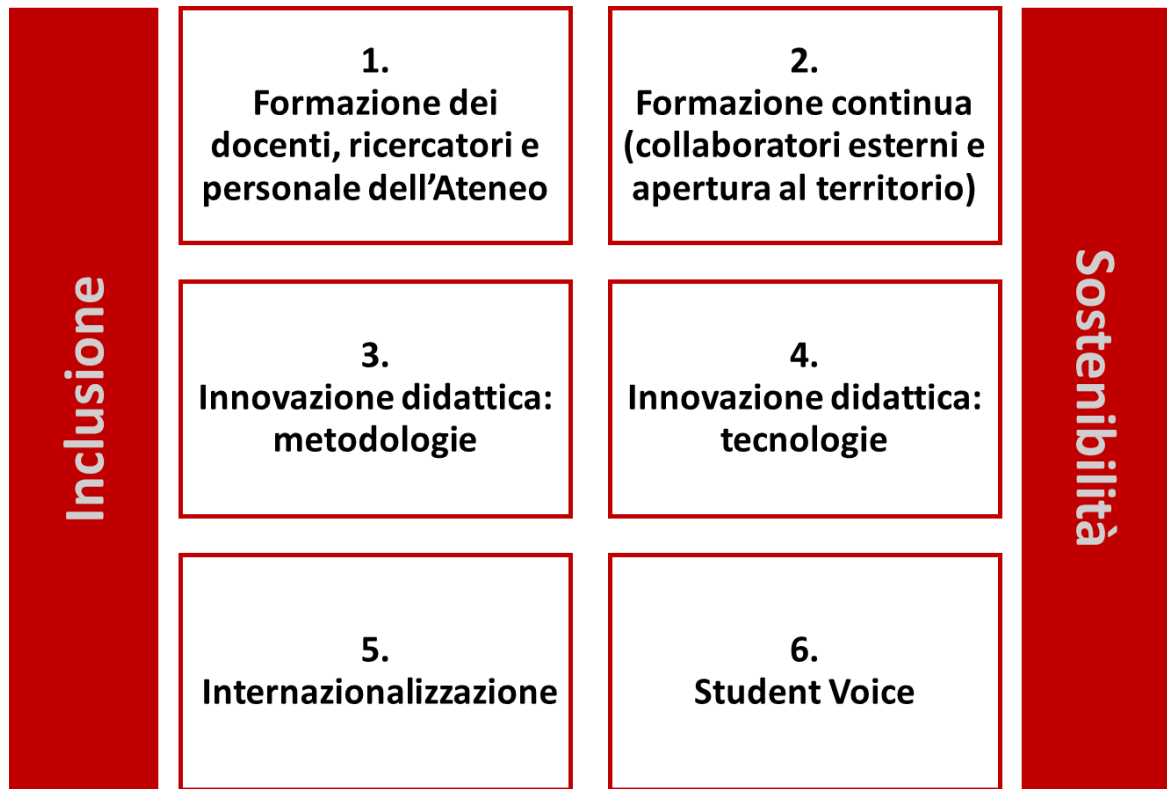 Inclusione
1.
Formazione dei
docenti, ricercatori e
personale dell’Ateneo
2.
Formazione continua
(collaboratori esterni e
apertura al territorio)
3.
Innovazione didattica:
metodologie
4.
Innovazione didattica:
tecnologie
5.
Internazionalizzazione
6.
Student Voice
Sostenibilità